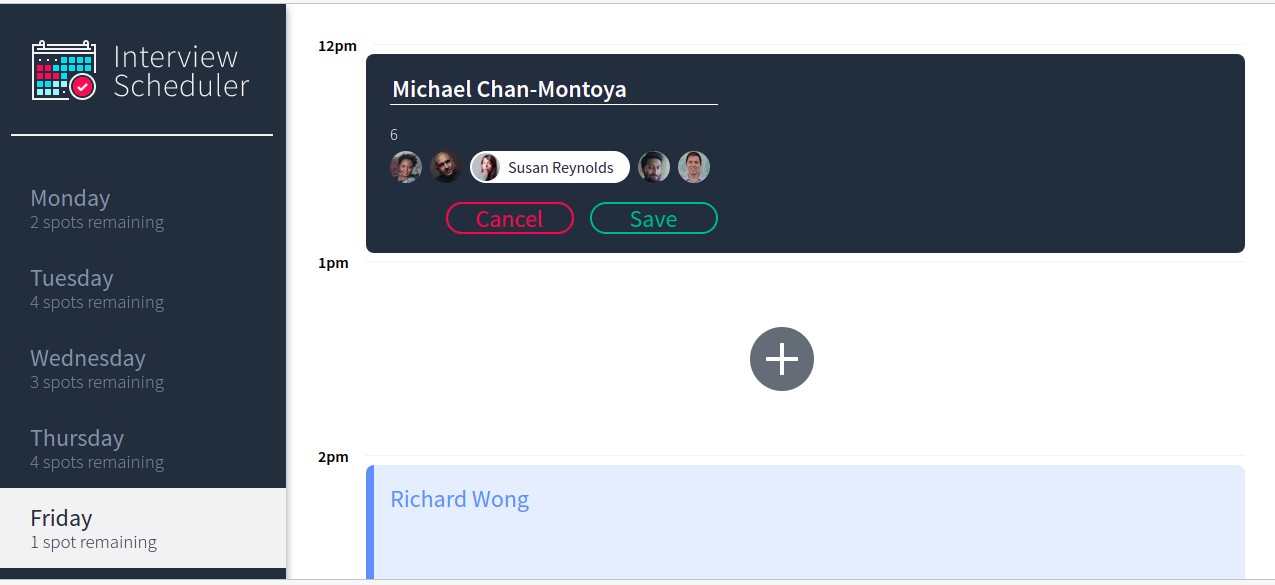 Interview
Scheduler
Monday
2 spots remaining
Tuesday
4 spots remaining
Wednesday
3 spots remaining
Thursday
4 spots remaining
Friday
1 spot remaining
12pm
Michael Chan-Montoya
6
Susan Reynolds
Cancel Save
1pm
2pm
Richard Wong